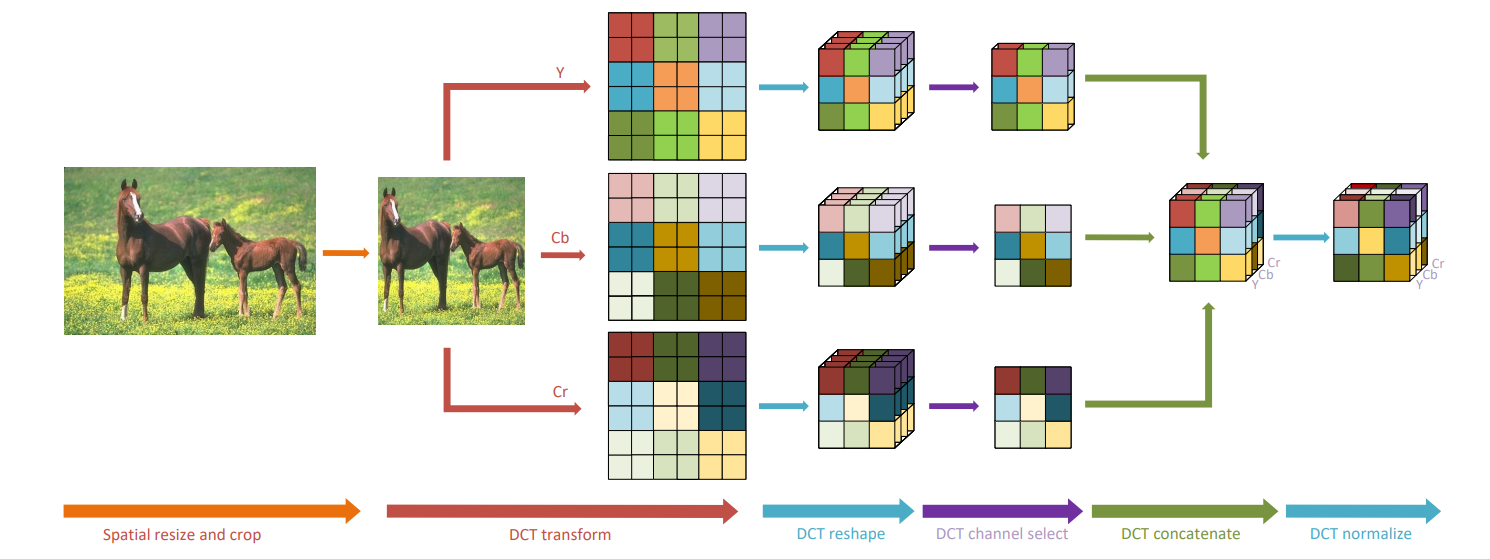 Y
Cb
Cr
Cr
Cb
Y
Cr
Cb
Y
Spatial resize and crop
DCT transform
DCT reshape
DCT channel select
DCT concatenate
DCT normalize